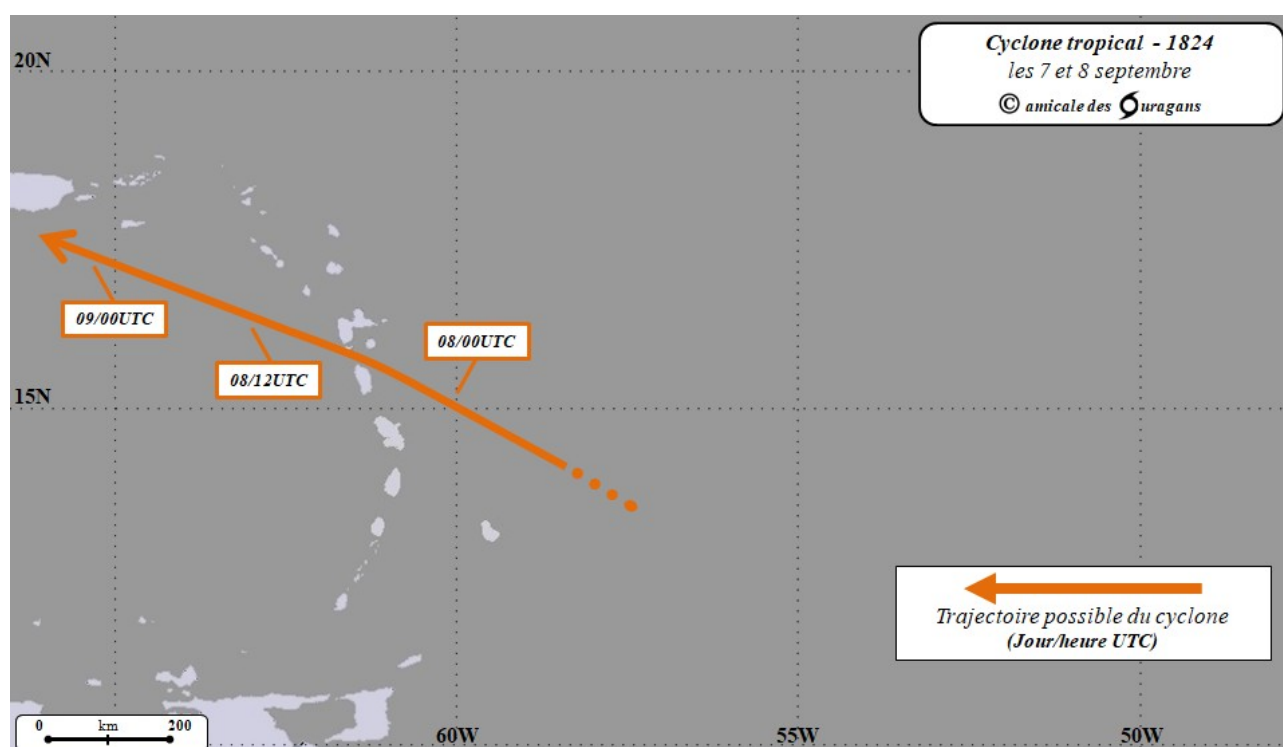 Cyclone tropical - 1824
les 7 et 8 septembre
© amicale des Ouragans
20N
09/00UTC
08/12UTC
08/00UTC
15N
Trajectoire possible du cyclone
(Jour/heure UTC)
0 km 200
60W
55W
50W